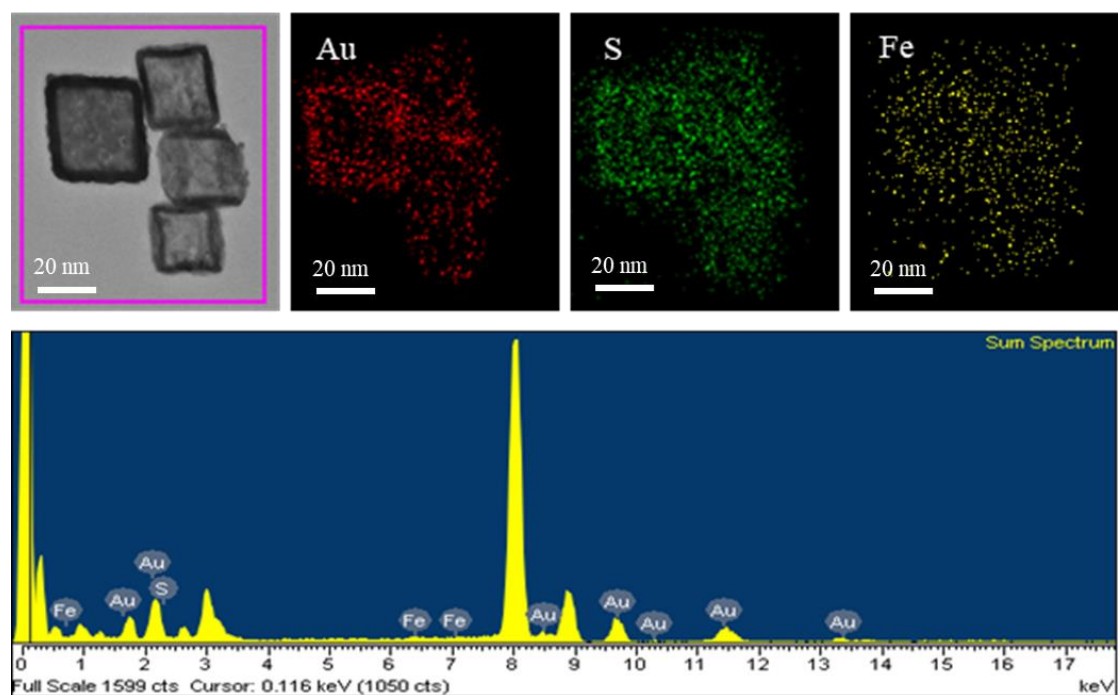 Au
S
Fe
20 nm
20 nm
20 nm
20 nm
Sum Spectrum
Au
Fe
Au
S
Fe
Fe
Au
Au
Au
Au
Au
0 1 2 3 4 5 6 7 8 9 10 11 12 13 14 15 16 17
Full Scale 1599 cts Cursor: 0.116 keV (1050 cts)
keV